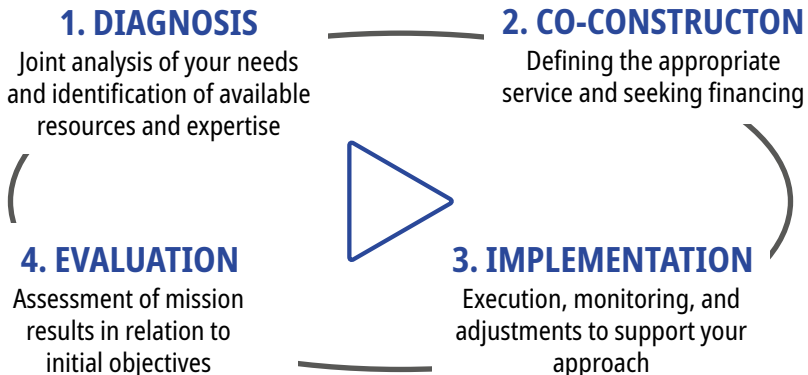 1. DIAGNOSIS
Joint analysis of your needs
and identification of available
resources and expertise
2. CO-CONSTRUCTON
Defining the appropriate
service and seeking financing
3. IMPLEMENTATION
Execution, monitoring, and
adjustments to support your
approach
4. EVALUATION
Assessment of mission
results in relation to
initial objectives